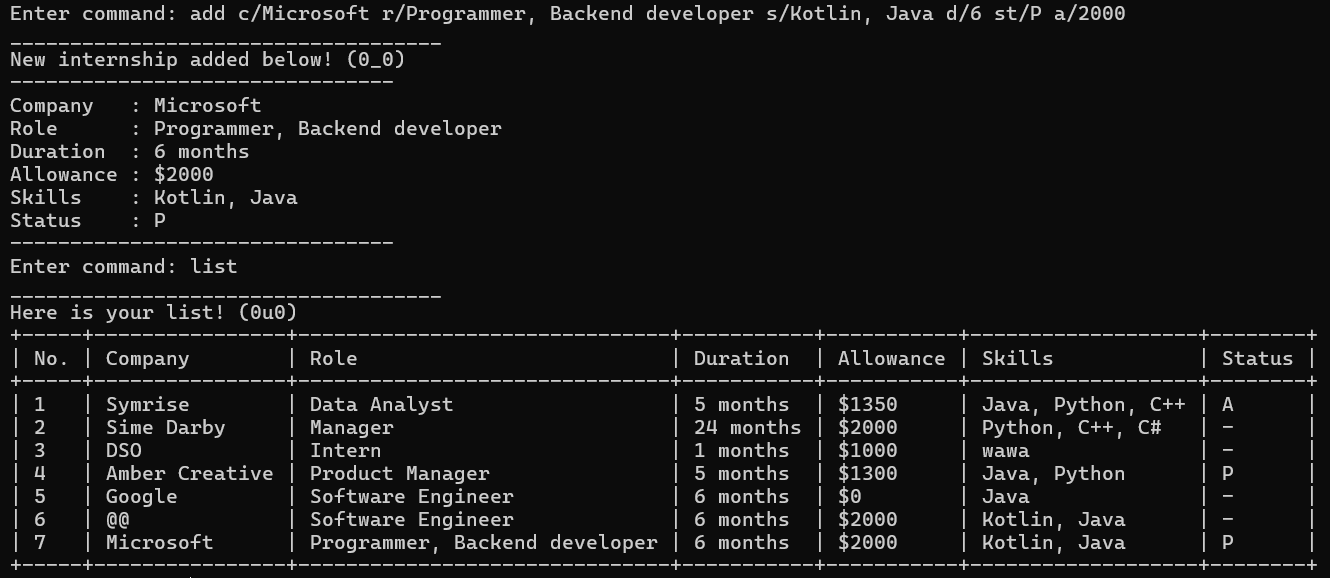 Enter command: add c/Microsoft r/Programmer, Backend developer s/Kotlin, Java d/6 st/P a/2000
____________________________________
New internship added below! (0_0)
--------------------------------
Company   : Microsoft
Role      : Programmer, Backend developer
Duration  : 6 months
Allowance : $2000
Skills    : Kotlin, Java
Status    : P
--------------------------------
Enter command: list
____________________________________
Here is your list! (0u0)
+-----+----------------+-------------------------------+-----------+-----------+-------------------+--------+
| No. | Company        | Role                          | Duration  | Allowance | Skills            | Status |
+-----+----------------+-------------------------------+-----------+-----------+-------------------+--------+
| 1   | Symrise        | Data Analyst                  | 5 months  | $1350     | Java, Python, C++ | A      |
| 2   | Sime Darby     | Manager                       | 24 months | $2000     | Python, C++, C#   | -      |
| 3   | DSO            | Intern                        | 1 months  | $1000     | wawa              | -      |
| 4   | Amber Creative | Product Manager               | 5 months  | $1300     | Java, Python      | P      |
| 5   | Google         | Software Engineer             | 6 months  | $0        | Java              | -      |
| 6   | @@             | Software Engineer             | 6 months  | $2000     | Kotlin, Java      | -      |
| 7   | Microsoft      | Programmer, Backend developer | 6 months  | $2000     | Kotlin, Java      | P      |
+-----+----------------+-------------------------------+-----------+-----------+-------------------+--------+